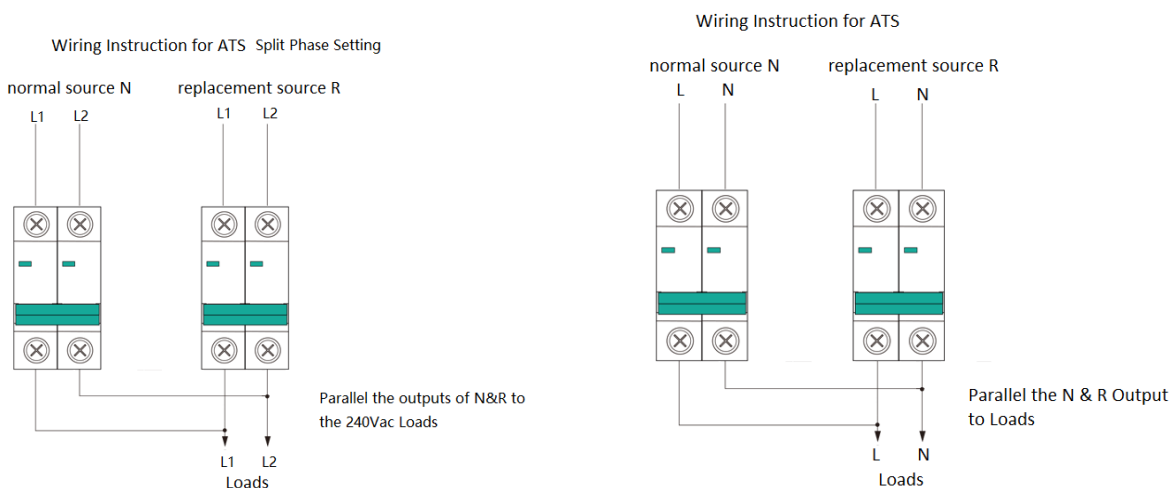 Wiring Instruction for ATS Split Phase Setting
normal source N
replacement source R
L1
L2
L1
L2
Parallel the outputs of N&R to
the 240Vac Loads
L1
L2
Loads
Wiring Instruction for ATS
normal source N
replacement source R
L
N
L
N
Parallel the N & R Output
to Loads
L
N
Loads